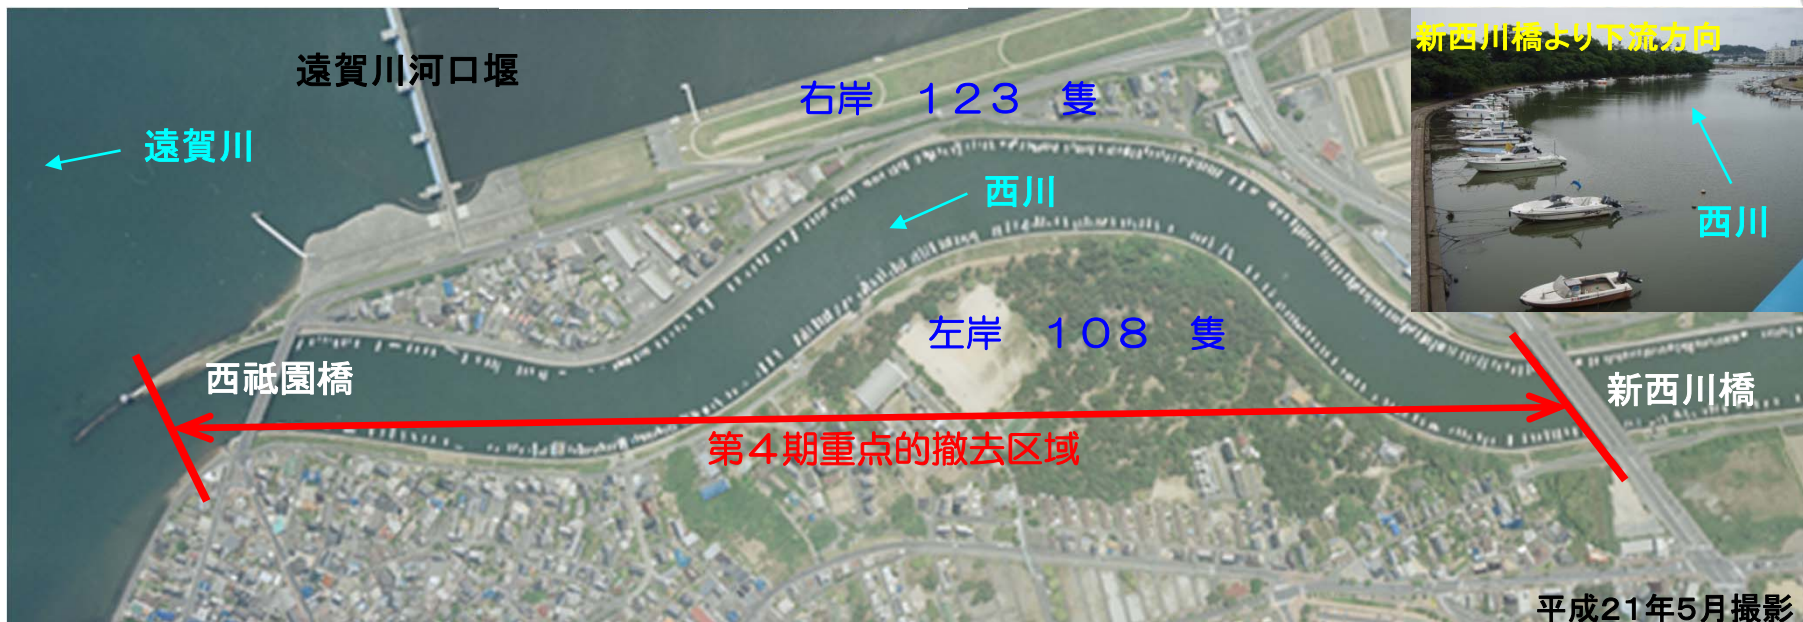 新西川橋より下流方向
遠賀川河口堰
右岸　１２３　隻
遠賀川
西川
西川
左岸　１０８　隻
西祗園橋
新西川橋
第４期重点的撤去区域
平成21年5月撮影